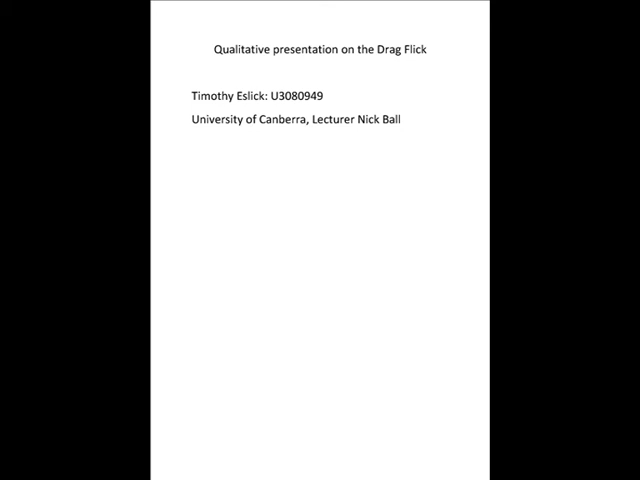 Qualitative presentation on the Drag Flick
Timothy Eslick: U3080949
University of Canberra, Lecturer Nick Ball